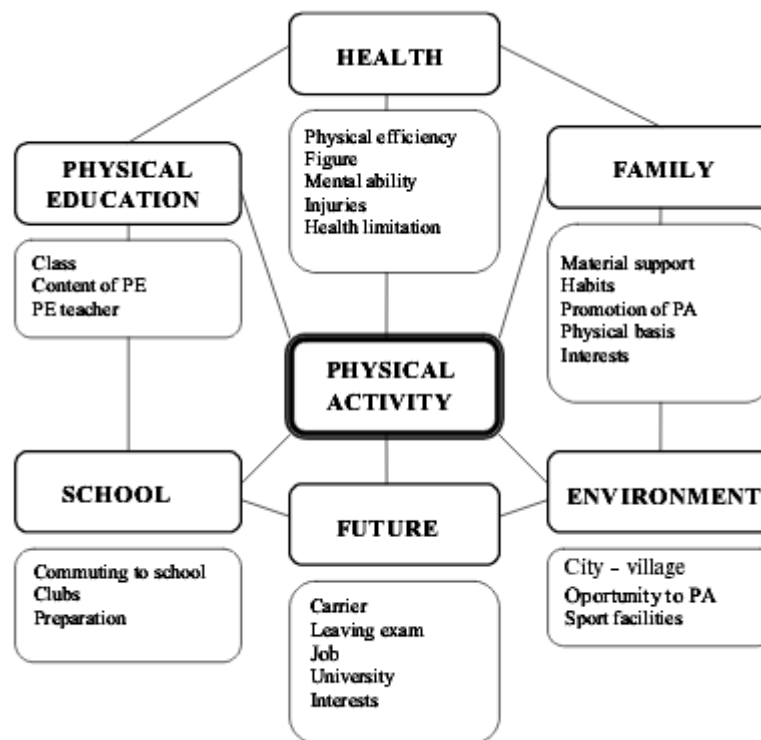 HEALTH
Physical efficiency
Figure
Mental ability
Injuries
Health limitation
PHYSICAL
EDUCATION
Class
Content of PE
PE teacher
FAMILY
Material support
Habits
Promotion of PA
Physical basis
Interests
PHYSICAL
ACTIVITY
SCHOOL
Commuting to school
Clubs
Preparation
FUTURE
Carrier
Leaving exam
Job
University
Interests
ENVIRONMENT
City – village
Oportunity to PA
Sport facilities